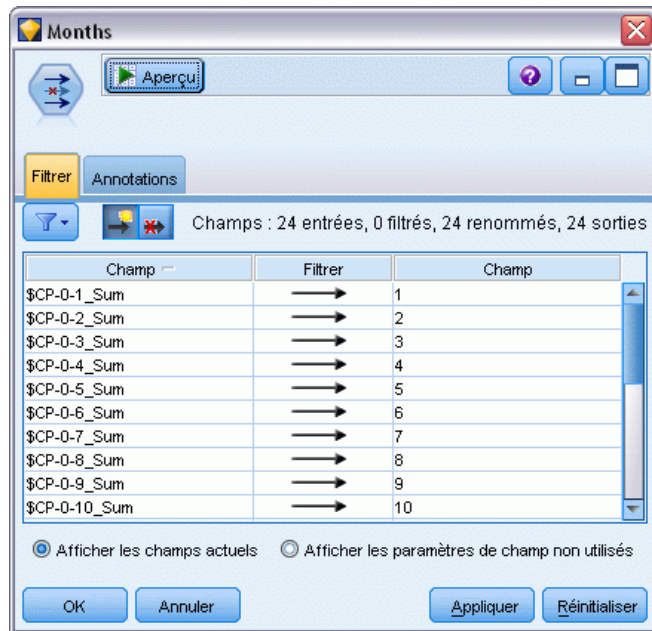 Months
Aperçu
Filtrer
Annotations
Champs : 24 entrées, 0 filtrés, 24 renommés, 24 sorties
Champ Filtrer Champ
$CP-0-1_Sum 1
$CP-0-2_Sum 2
$CP-0-3_Sum 3
$CP-0-4_Sum 4
$CP-0-5_Sum 5
$CP-0-6_Sum 6
$CP-0-7_Sum 7
$CP-0-8_Sum 8
$CP-0-9_Sum 9
$CP-0-10_Sum 10
Afficher les champs actuels Afficher les paramètres de champ non utilisés
OK Annuler Appliquer Réinitialiser